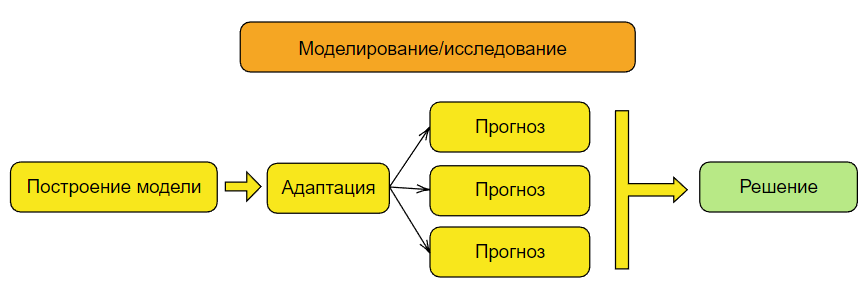 Моделирование/исследование
Построение модели
Адаптация
Прогноз
Прогноз
Прогноз
Решение